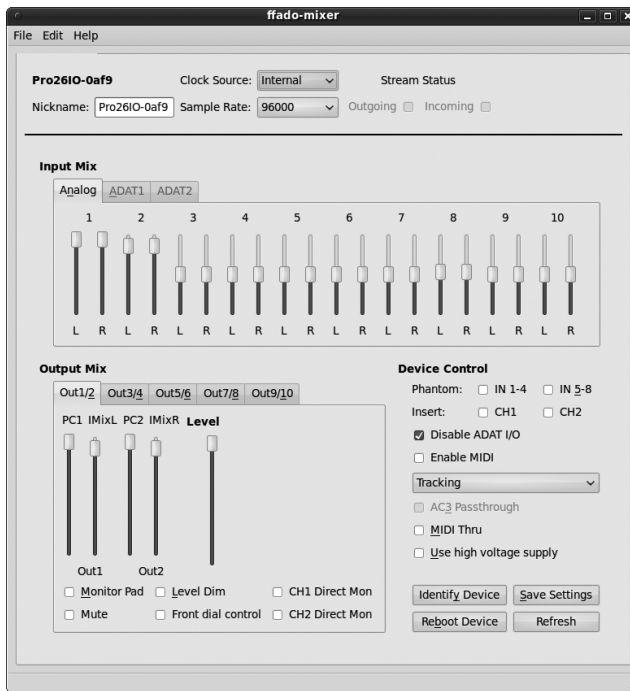 ffado-mixer
File Edit Help
Pro26IO-0af9 Clock Source: Internal Stream Status
Nickname: Pro26IO-0af9 Sample Rate: 96000 Outgoing Incoming
Input Mix
Analog ADAT1 ADAT2
1 2 3 4 5 6 7 8 9 10
L R L R L R L R L R L R L R L R L R L R
Output Mix
Out1/2 Out3/4 Out5/6 Out7/8 Out9/10
PC1 IMixL PC2 IMixR Level
Out1 Out2
Monitor Pad Level Dim CH1 Direct Mon
Mute Front dial control CH2 Direct Mon
Device Control
Phantom: IN 1-4 IN 5-8
Insert: CH1 CH2
Disable ADAT I/O
Enable MIDI
Tracking
AC3 Passthrough
MIDI Thru
Use high voltage supply
Identify Device Save Settings
Reboot Device Refresh